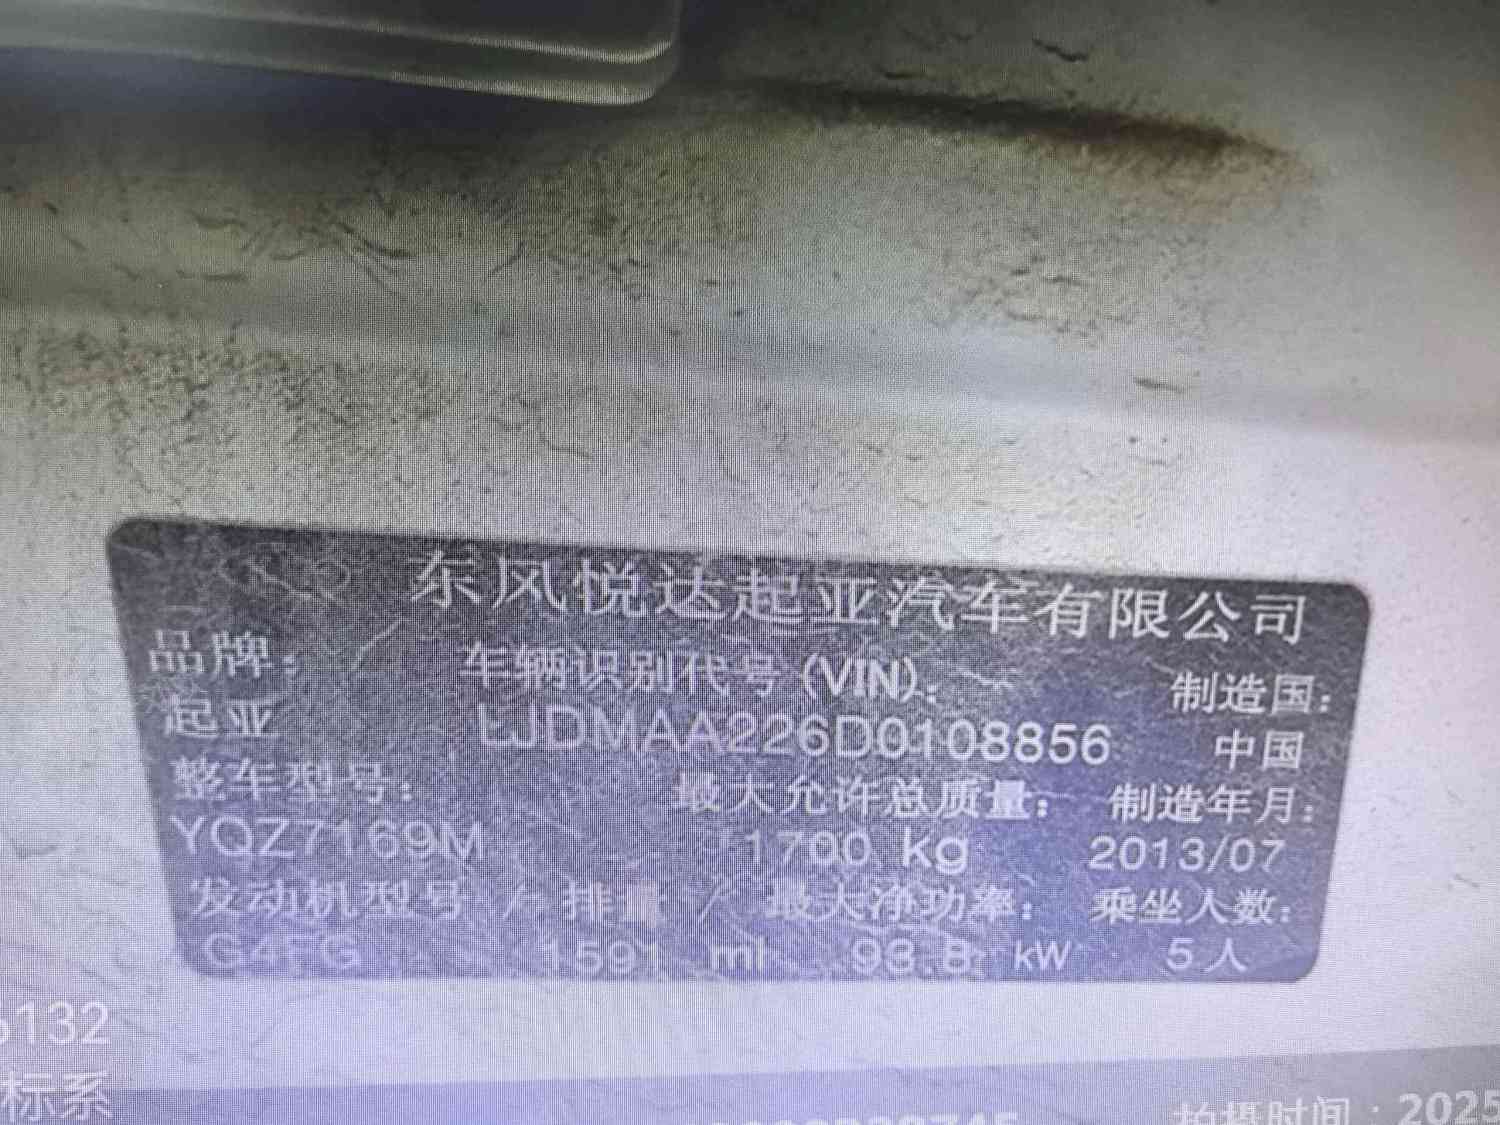 东风悦达起亚汽车有限公司
品牌: 车辆识别代号 (VIN): 制造国:
起亚 LJDMAA226D0108856 中国
整车型号: 最大允许总质量: 制造年月:
YQZ7169M 1700 kg 2013/07
发动机型号 / 排量 / 最大净功率: 乘坐人数:
G4FG 1591 ml 93.8 kW 5人
6132
标系
拍摄时间:2025